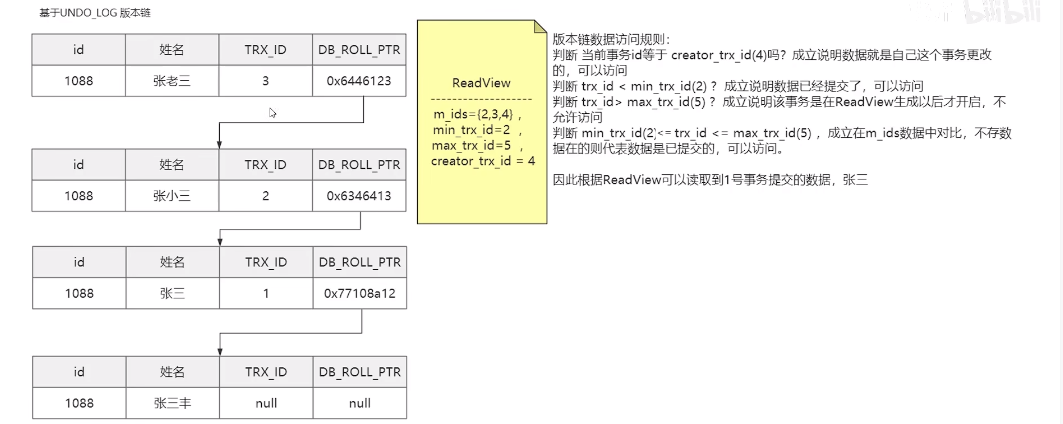 基于UNDO_LOG 版本链
bilibili
id 姓名 TRX_ID DB_ROLL_PTR
1088 张老三 3 0x6446123
id 姓名 TRX_ID DB_ROLL_PTR
1088 张小三 2 0x6346413
id 姓名 TRX_ID DB_ROLL_PTR
1088 张三 1 0x77108a12
id 姓名 TRX_ID DB_ROLL_PTR
1088 张三丰 null null
ReadView
m_ids={2,3,4} ,
min_trx_id=2 ,
max_trx_id=5 ,
creator_trx_id = 4
版本链数据访问规则：
判断 当前事务id等于 creator_trx_id(4)吗？成立说明数据就是自己这个事务更改
的，可以访问
判断 trx_id < min_trx_id(2) ？成立说明数据已经提交了，可以访问
判断 trx_id> max_trx_id(5) ？成立说明该事务是在ReadView生成以后才开启，不
允许访问
判断 min_trx_id(2)<= trx_id <= max_trx_id(5) ，成立在m_ids数据中对比，不存数
据在的则代表数据是已提交的，可以访问。
因此根据ReadView可以读取到1号事务提交的数据，张三